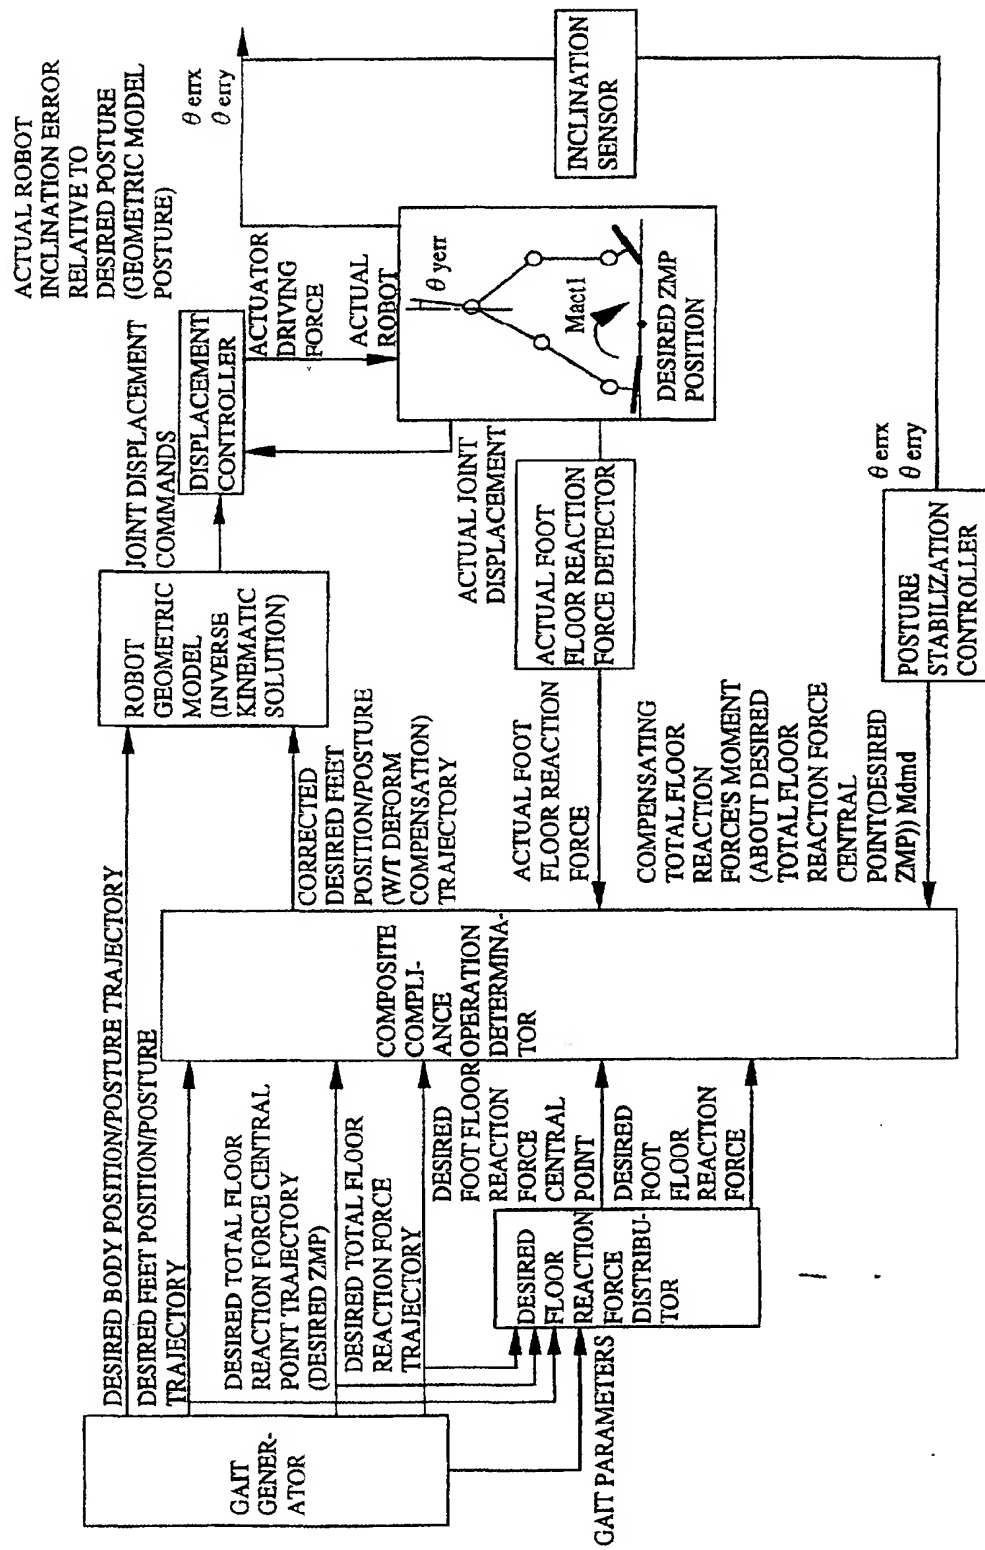 ACTUAL ROBOT
INCLINATION ERROR
RELATIVE TO
DESIRED POSTURE
(GEOMETRIC MODEL
POSTURE)
θ errx
θ erry
JOINT DISPLACEMENT
COMMANDS
DISPLACEMENT
CONTROLLER
ACTUATOR
DRIVING
FORCE
ACTUAL
ROBOT
θ yerr
Mact1
DESIRED ZMP
POSITION
INCLINATION
SENSOR
ROBOT
GEOMETRIC
MODEL
(INVERSE
KINEMATIC
SOLUTION)
ACTUAL JOINT
DISPLACEMENT
ACTUAL FOOT
FLOOR REACTION
FORCE DETECTOR
θ errx
θ erry
POSTURE
STABILIZATION
CONTROLLER
DESIRED BODY POSITION/POSTURE TRAJECTORY
DESIRED FEET POSITION/POSTURE
TRAJECTORY
CORRECTED
DESIRED FEET
POSITION/POSTURE
(W/T DEFORM
COMPENSATION)
TRAJECTORY
ACTUAL FOOT
FLOOR REACTION
FORCE
COMPENSATING
TOTAL FLOOR
REACTION
FORCE'S MOMENT
(ABOUT DESIRED
TOTAL FLOOR
REACTION FORCE
CENTRAL
POINT(DESIRED
ZMP)) Mdmd
COMPOSITE
COMPLI-
ANCE
OPERATION
DETERMINA-
TOR
DESIRED TOTAL FLOOR
REACTION FORCE CENTRAL
POINT TRAJECTORY
(DESIRED ZMP)
DESIRED TOTAL FLOOR
REACTION FORCE
TRAJECTORY
DESIRED
FOOT FLOOR
REACTION
FORCE
CENTRAL
POINT
DESIRED
FOOT
FLOOR
REACTION
FORCE
DESIRED
FLOOR
REACTION
FORCE
DISTRIBU-
TOR
GAIT
GENER-
ATOR
GAIT PARAMETERS